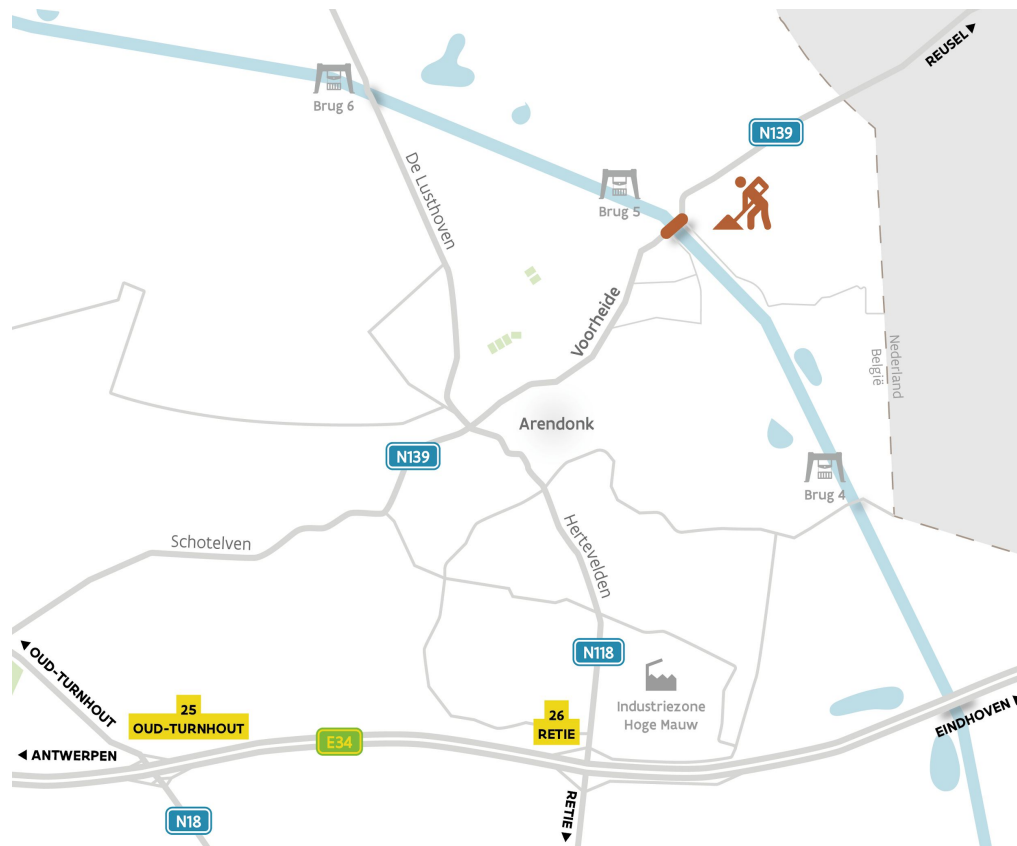 REUSEL
Brug 6
N139
De Lusthoven
Brug 5
Voorheide
Nederland
België
Arendonk
N139
Brug 4
Schotelven
Hertevelden
N118
OUD-TURNHOUT
25
OUD-TURNHOUT
26
RETIE
Industriezone
Hoge Mauw
EINDHOVEN
E34
ANTWERPEN
N18
RETIE